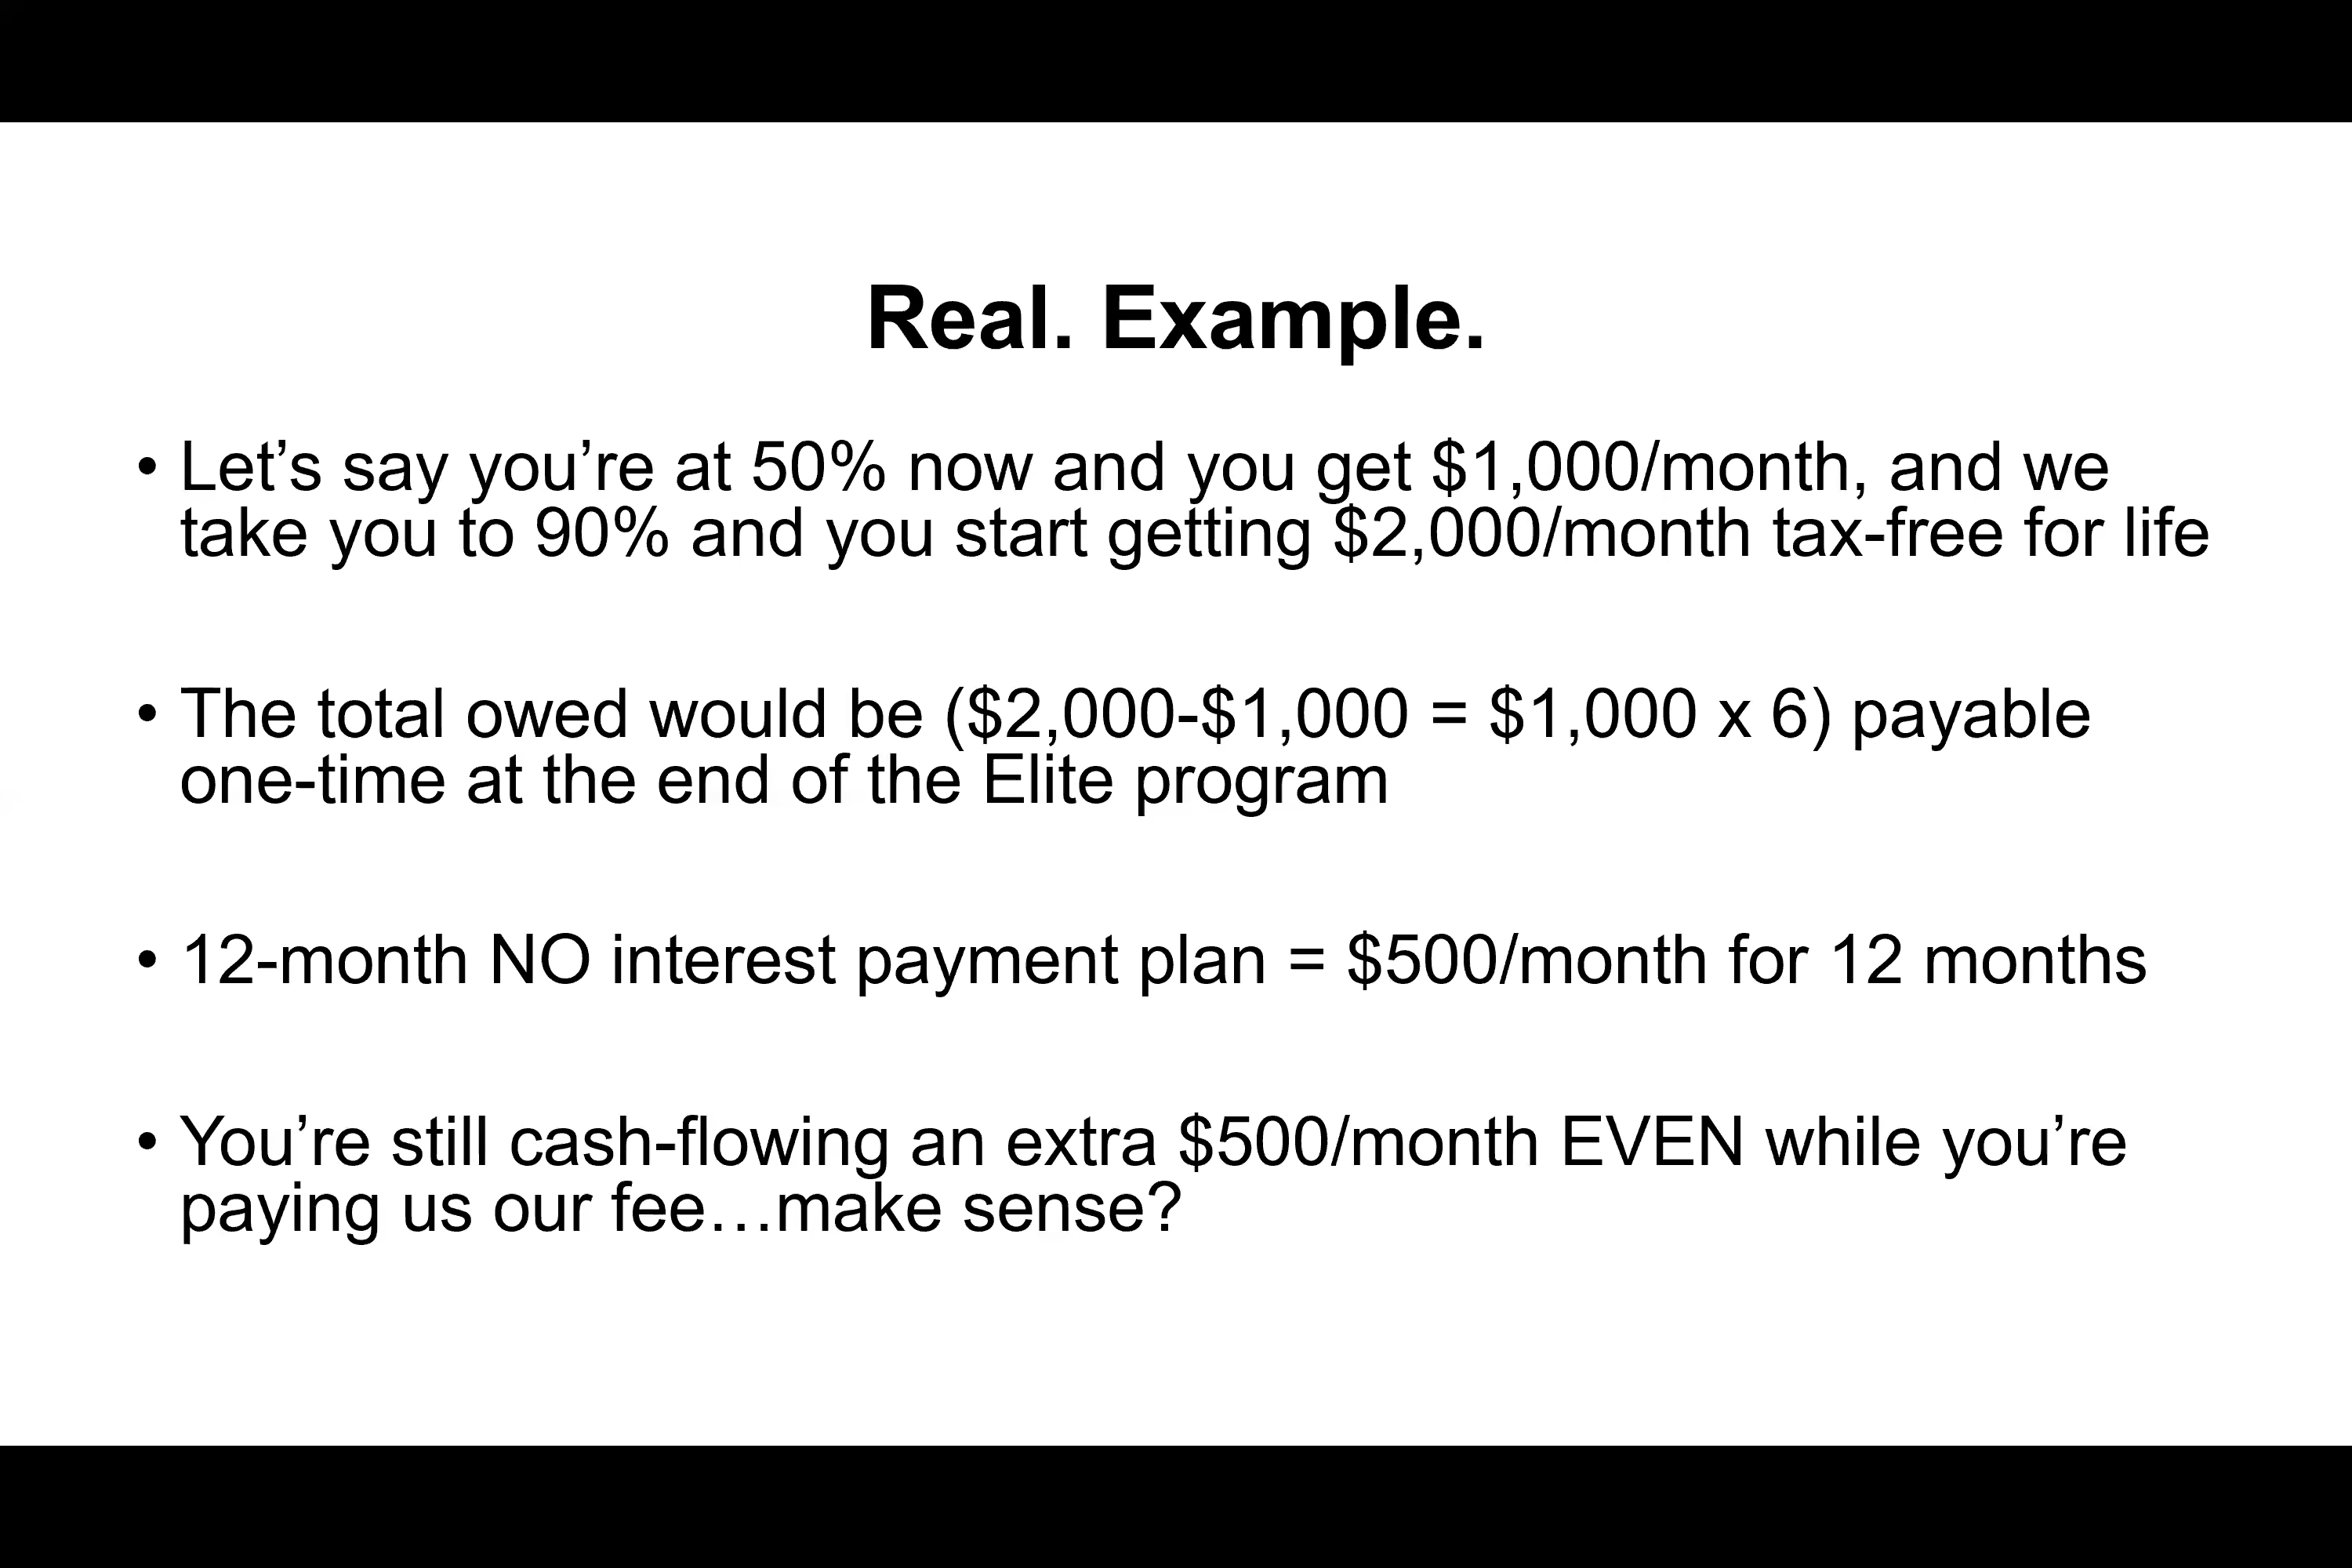 Real. Example.
• Let’s say you’re at 50% now and you get $1,000/month, and we
take you to 90% and you start getting $2,000/month tax-free for life
• The total owed would be ($2,000-$1,000 = $1,000 x 6) payable
one-time at the end of the Elite program
• 12-month NO interest payment plan = $500/month for 12 months
• You’re still cash-flowing an extra $500/month EVEN while you’re
paying us our fee…make sense?